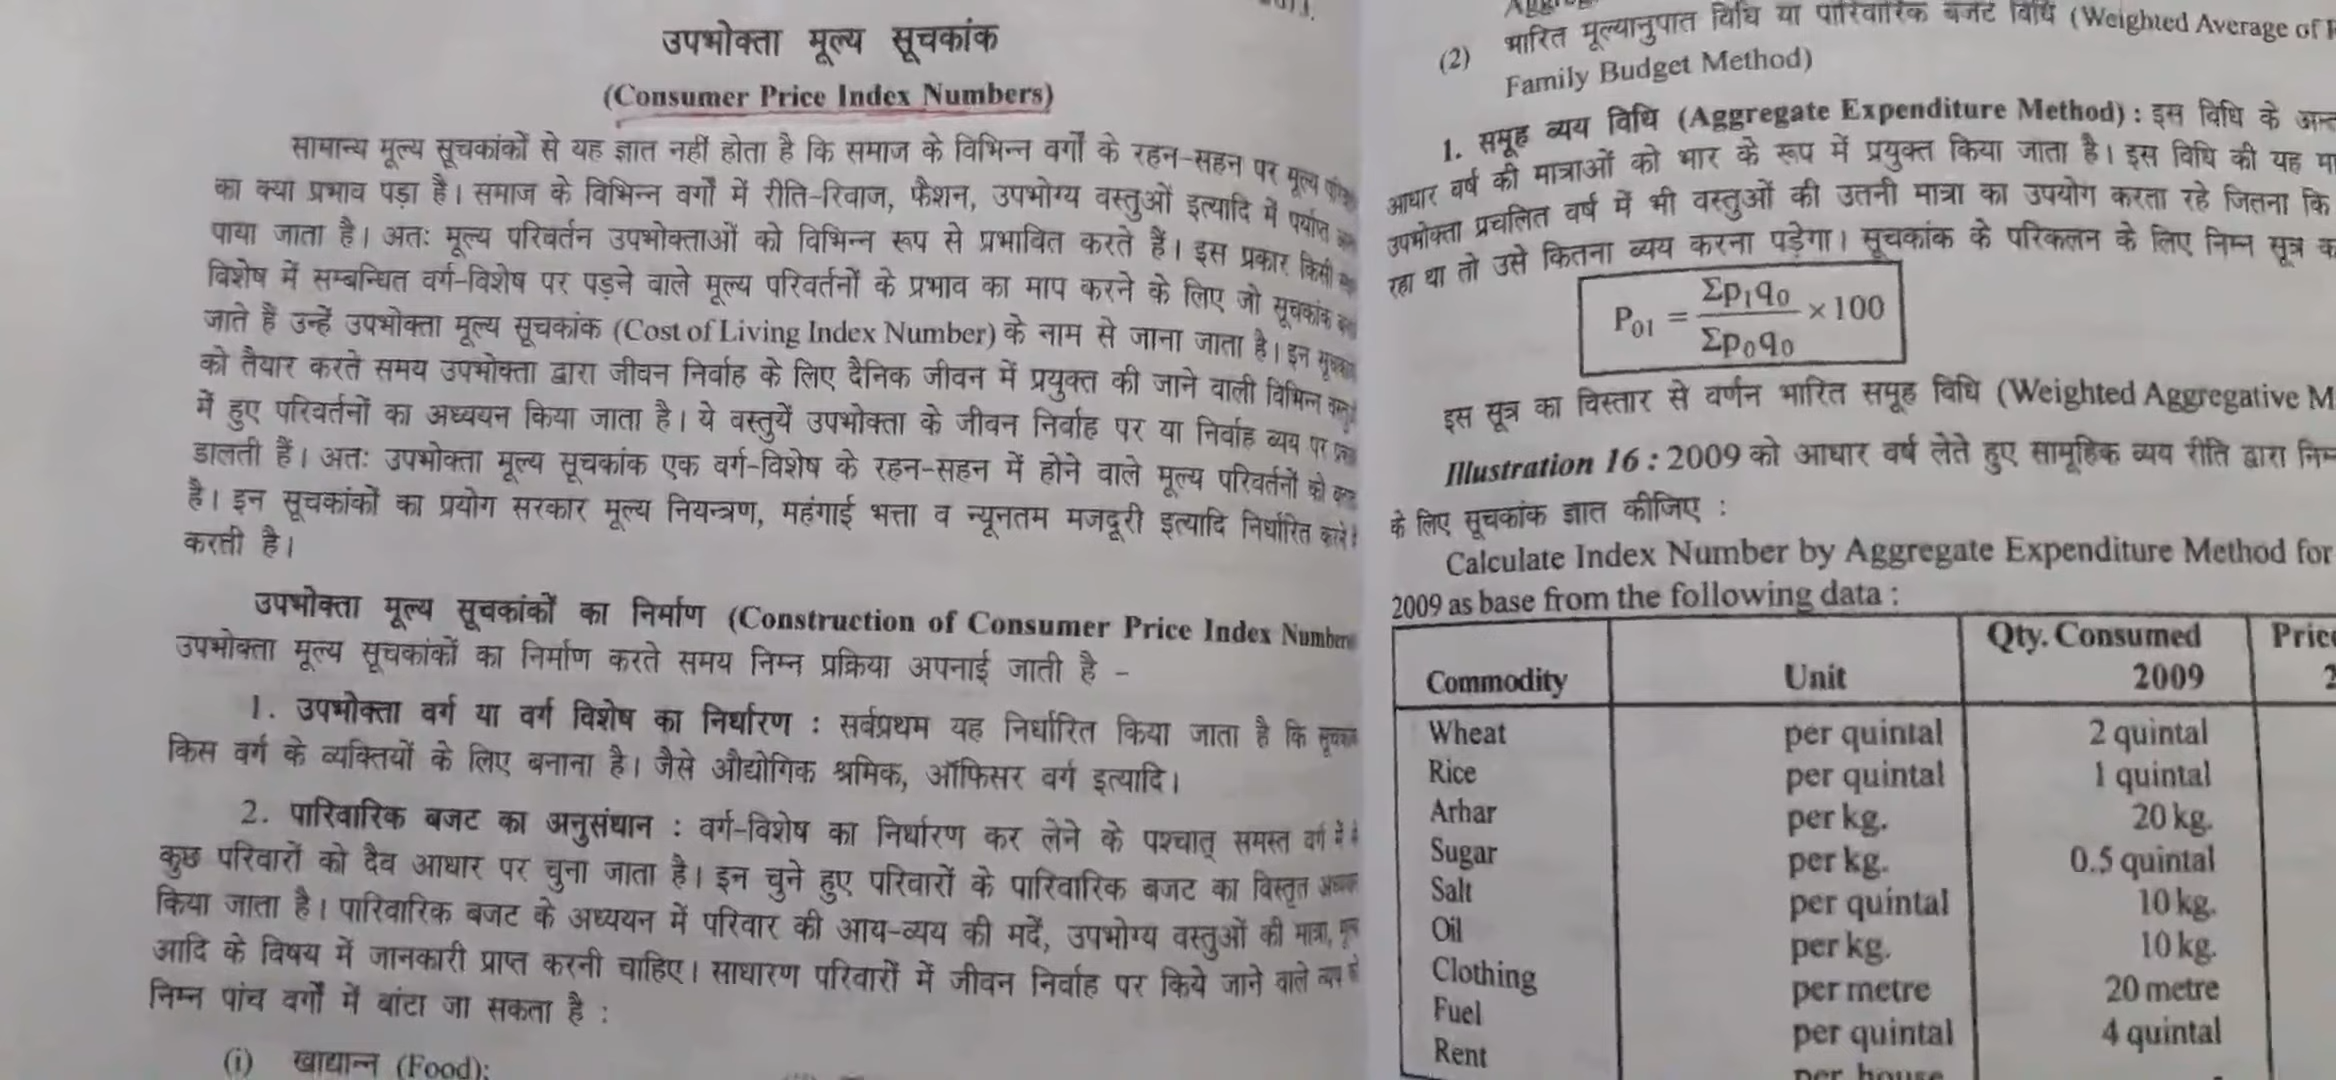 उपभोक्ता मूल्य सूचकांक
(Consumer Price Index Numbers)
सामान्य मूल्य सूचकांकों से यह ज्ञात नहीं होता है कि समाज के विभिन्न वर्गों के रहन-सहन पर मूल्य
का क्या प्रभाव पड़ा है। समाज के विभिन्न वर्गों में रीति-रिवाज, फैशन, उपभोग्य वस्तुओं इत्यादि में पर्याप्त
पाया जाता है। अतः मूल्य परिवर्तन उपभोक्ताओं को विभिन्न रूप से प्रभावित करते हैं। इस प्रकार किसी
विशेष में सम्बन्धित वर्ग-विशेष पर पड़ने वाले मूल्य परिवर्तनों के प्रभाव का माप करने के लिए जो सूचकांक
जाते हैं उन्हें उपभोक्ता मूल्य सूचकांक (Cost of Living Index Number) के नाम से जाना जाता है। इन
को तैयार करते समय उपभोक्ता द्वारा जीवन निर्वाह के लिए दैनिक जीवन में प्रयुक्त की जाने वाली विभिन्न
में हुए परिवर्तनों का अध्ययन किया जाता है। ये वस्तुयें उपभोक्ता के जीवन निर्वाह पर या निर्वाह व्यय पर
डालती हैं। अतः उपभोक्ता मूल्य सूचकांक एक वर्ग-विशेष के रहन-सहन में होने वाले मूल्य परिवर्तनों को
है। इन सूचकांकों का प्रयोग सरकार मूल्य नियन्त्रण, महंगाई भत्ता व न्यूनतम मजदूरी इत्यादि निर्धारित
करती है।
उपभोक्ता मूल्य सूचकांकों का निर्माण (Construction of Consumer Price Index
उपभोक्ता मूल्य सूचकांकों का निर्माण करते समय निम्न प्रक्रिया अपनाई जाती है –
1. उपभोक्ता वर्ग या वर्ग विशेष का निर्धारण : सर्वप्रथम यह निर्धारित किया जाता है कि
किस वर्ग के व्यक्तियों के लिए बनाना है। जैसे औद्योगिक श्रमिक, ऑफिसर वर्ग इत्यादि।
2. पारिवारिक बजट का अनुसंधान : वर्ग-विशेष का निर्धारण कर लेने के पश्चात् समस्त वर्ग में
कुछ परिवारों को दैव आधार पर चुना जाता है। इन चुने हुए परिवारों के पारिवारिक बजट का विस्तृत
किया जाता है। पारिवारिक बजट के अध्ययन में परिवार की आय-व्यय की मदें, उपभोग्य वस्तुओं की मात्रा,
आदि के विषय में जानकारी प्राप्त करनी चाहिए। साधारण परिवारों में जीवन निर्वाह पर किये जाने वाले
निम्न पांच वर्गों में बांटा जा सकता है :
(i) खाद्यान्न (Food):
(2) भारित मूल्यानुपात विधि या पारिवारिक बजट विधि (Weighted Average of
Family Budget Method)
1. समूह व्यय विधि (Aggregate Expenditure Method) : इस विधि के
आधार वर्ष की मात्राओं को भार के रूप में प्रयुक्त किया जाता है। इस विधि की यह
उपभोक्ता प्रचलित वर्ष में भी वस्तुओं की उतनी मात्रा का उपयोग करता रहे जितना कि
रहा था तो उसे कितना व्यय करना पड़ेगा। सूचकांक के परिकलन के लिए निम्न सूत्र
P₀₁ = Σp₁q₀ / Σp₀q₀ × 100
इस सूत्र का विस्तार से वर्णन भारित समूह विधि (Weighted Aggregative
Illustration 16 : 2009 को आधार वर्ष लेते हुए सामूहिक व्यय रीति द्वारा
के लिए सूचकांक ज्ञात कीजिए :
Calculate Index Number by Aggregate Expenditure Method for
2009 as base from the following data :
Commodity Unit Qty. Consumed 2009 Price
Wheat per quintal 2 quintal
Rice per quintal 1 quintal
Arhar per kg. 20 kg.
Sugar per kg. 0.5 quintal
Salt per quintal 10 kg.
Oil per kg. 10 kg.
Clothing per metre 20 metre
Fuel per quintal 4 quintal
Rent per house